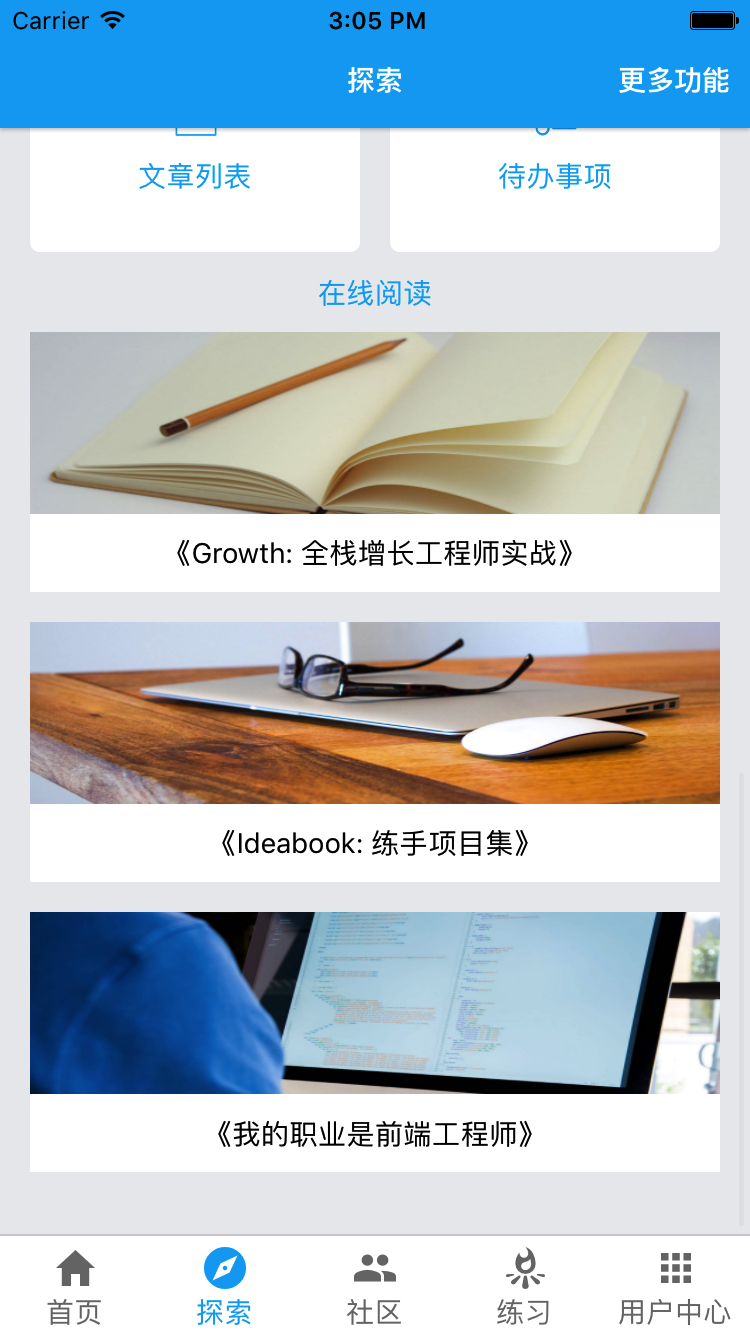 Carrier 3:05 PM
探索 更多功能
文章列表 待办事项
在线阅读
《Growth: 全栈增长工程师实战》
《Ideabook: 练手项目集》
《我的职业是前端工程师》
首页 探索 社区 练习 用户中心